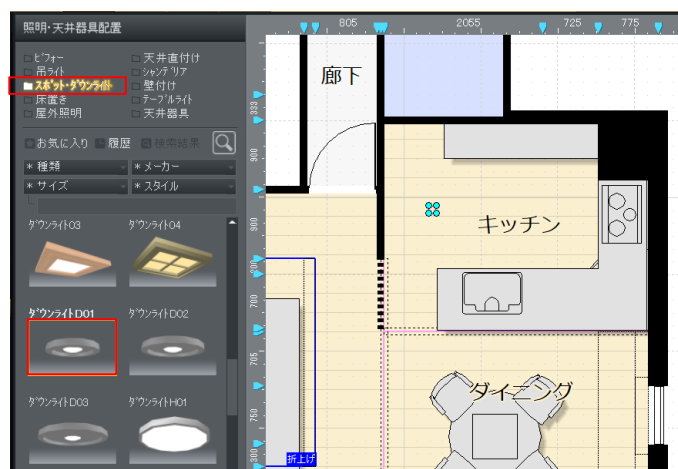 照明・天井器具配置
ビフォー
天井直付け
吊ライト
シャンデリア
スポット・ダウンライト
壁付け
床置き
テーブルライト
屋外照明
天井器具
お気に入り 履歴 検索結果
* 種類
* メーカー
* サイズ
* スタイル
ダウンライト03
ダウンライト04
ダウンライトD01
ダウンライトD02
ダウンライトD03
ダウンライトH01
805
2055
725
775
333
900
900
200
700
705
750
300
廊下
キッチン
ダイニング
折上げ